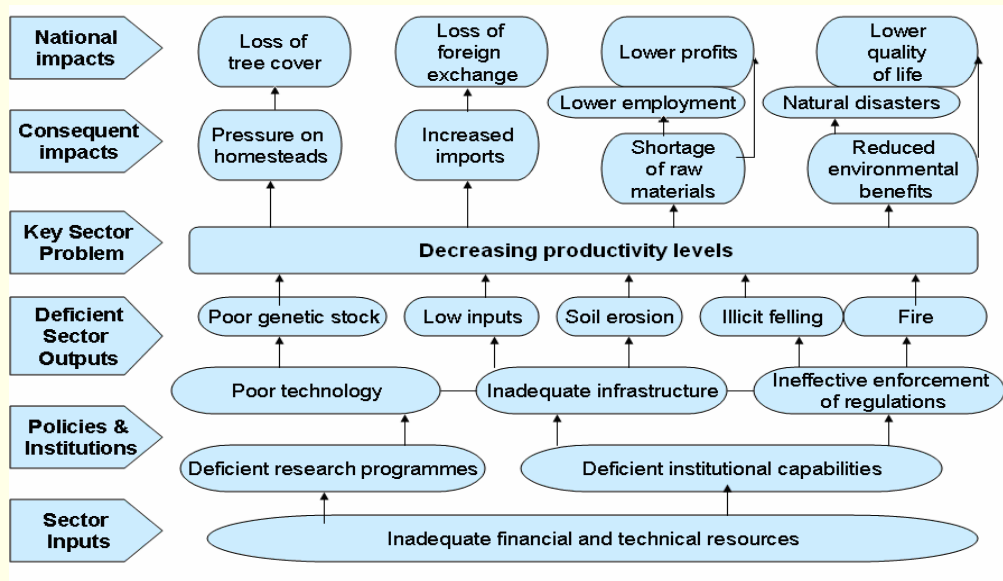 National
impacts
Loss of
tree cover
Loss of
foreign
exchange
Lower profits
Lower
quality
of life
Lower employment
Natural disasters
Consequent
impacts
Pressure on
homesteads
Increased
imports
Shortage
of raw
materials
Reduced
environmental
benefits
Key Sector
Problem
Decreasing productivity levels
Deficient
Sector
Outputs
Poor genetic stock
Low inputs
Soil erosion
Illicit felling
Fire
Poor technology
Inadequate infrastructure
Ineffective enforcement
of regulations
Policies &
Institutions
Deficient research programmes
Deficient institutional capabilities
Sector
Inputs
Inadequate financial and technical resources